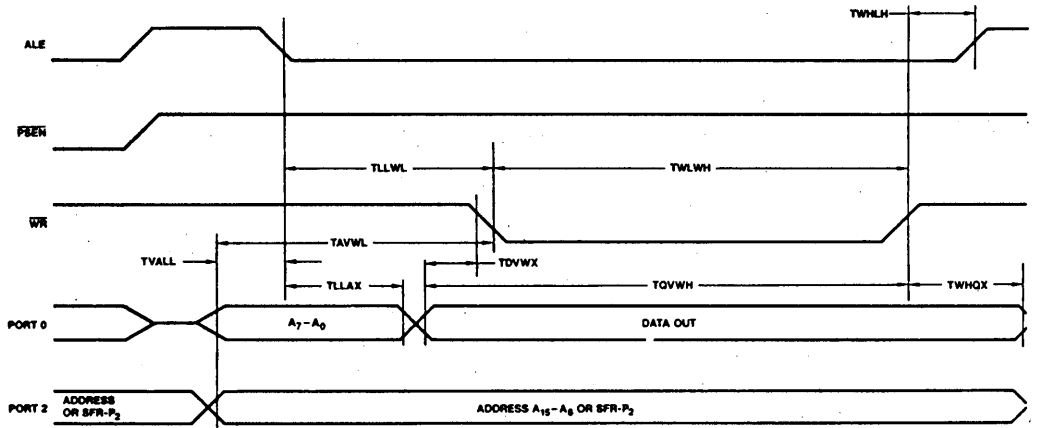 TWHLH
ALE
PSEN
TLLWL
TWLWH
WR
TAVWL
TVALL
TDVWX
TLLAX
TQVWH
TWHQX
PORT 0
A7–A0
DATA OUT
PORT 2
ADDRESS
OR SFR-P2
ADDRESS A15–A8 OR SFR-P2